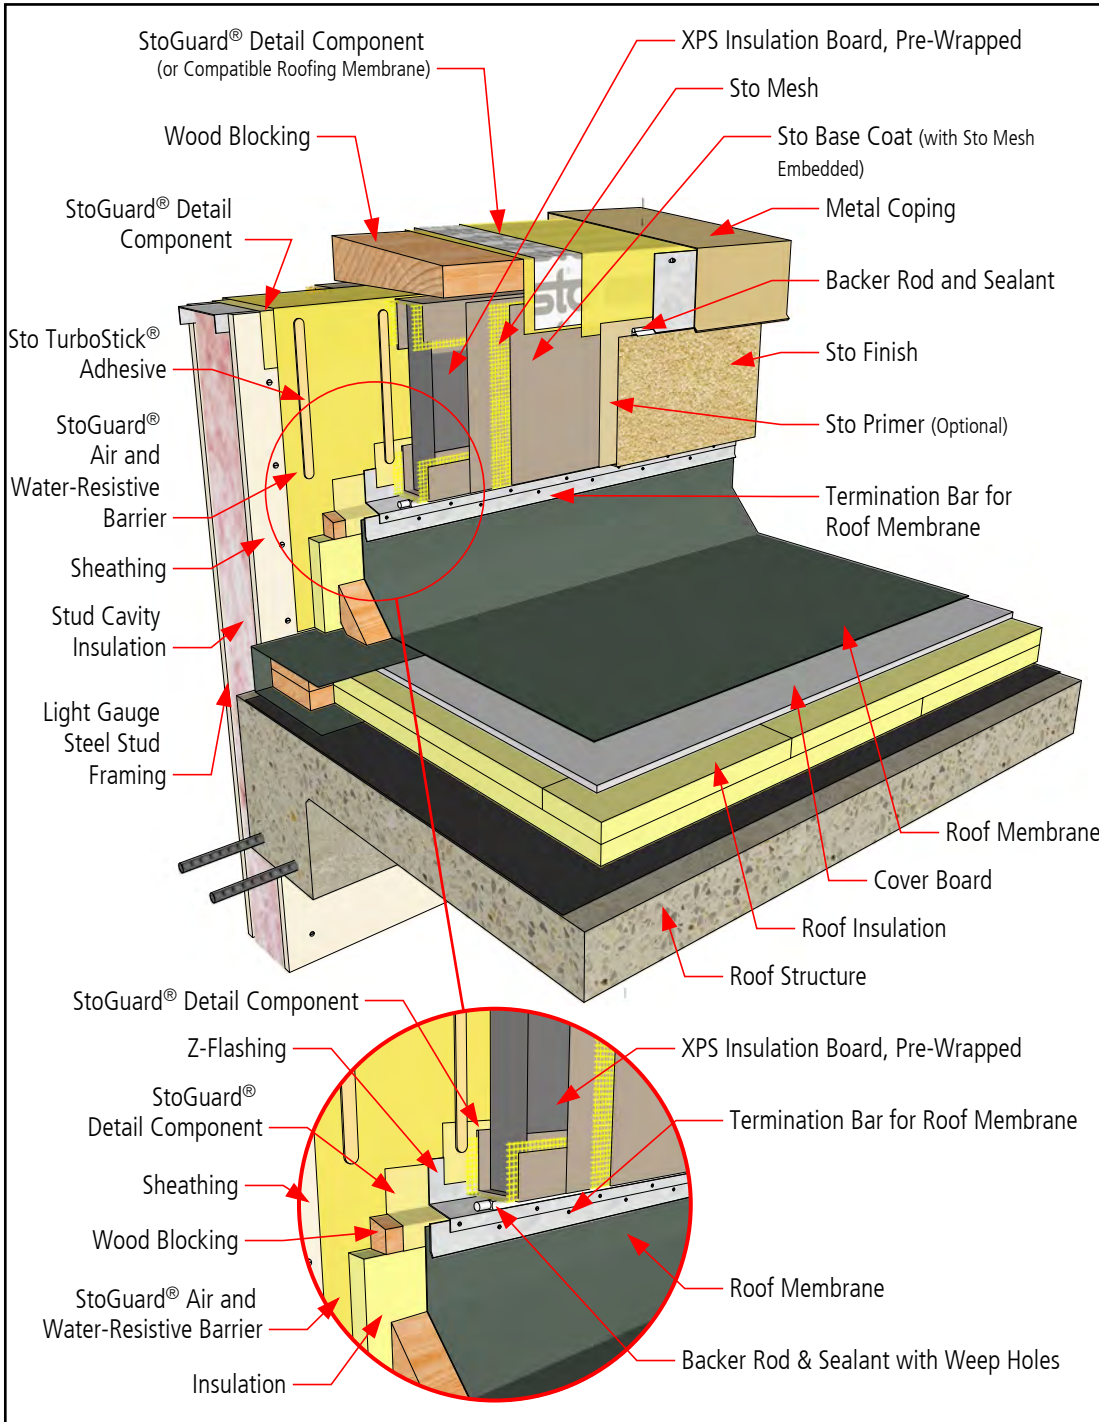 StoGuard® Detail Component
(or Compatible Roofing Membrane)
XPS Insulation Board, Pre-Wrapped
Sto Mesh
Wood Blocking
Sto Base Coat (with Sto Mesh
Embedded)
StoGuard® Detail
Component
Metal Coping
Backer Rod and Sealant
sto
Sto TurboStick®
Adhesive
Sto Finish
StoGuard®
Air and
Water-Resistive
Barrier
Sto Primer (Optional)
Termination Bar for
Roof Membrane
Sheathing
Stud Cavity
Insulation
Light Gauge
Steel Stud
Framing
Roof Membrane
Cover Board
Roof Insulation
Roof Structure
StoGuard® Detail Component
Z-Flashing
XPS Insulation Board, Pre-Wrapped
StoGuard®
Detail Component
Termination Bar for Roof Membrane
Sheathing
Wood Blocking
Roof Membrane
StoGuard® Air and
Water-Resistive Barrier
Backer Rod & Sealant with Weep Holes
Insulation